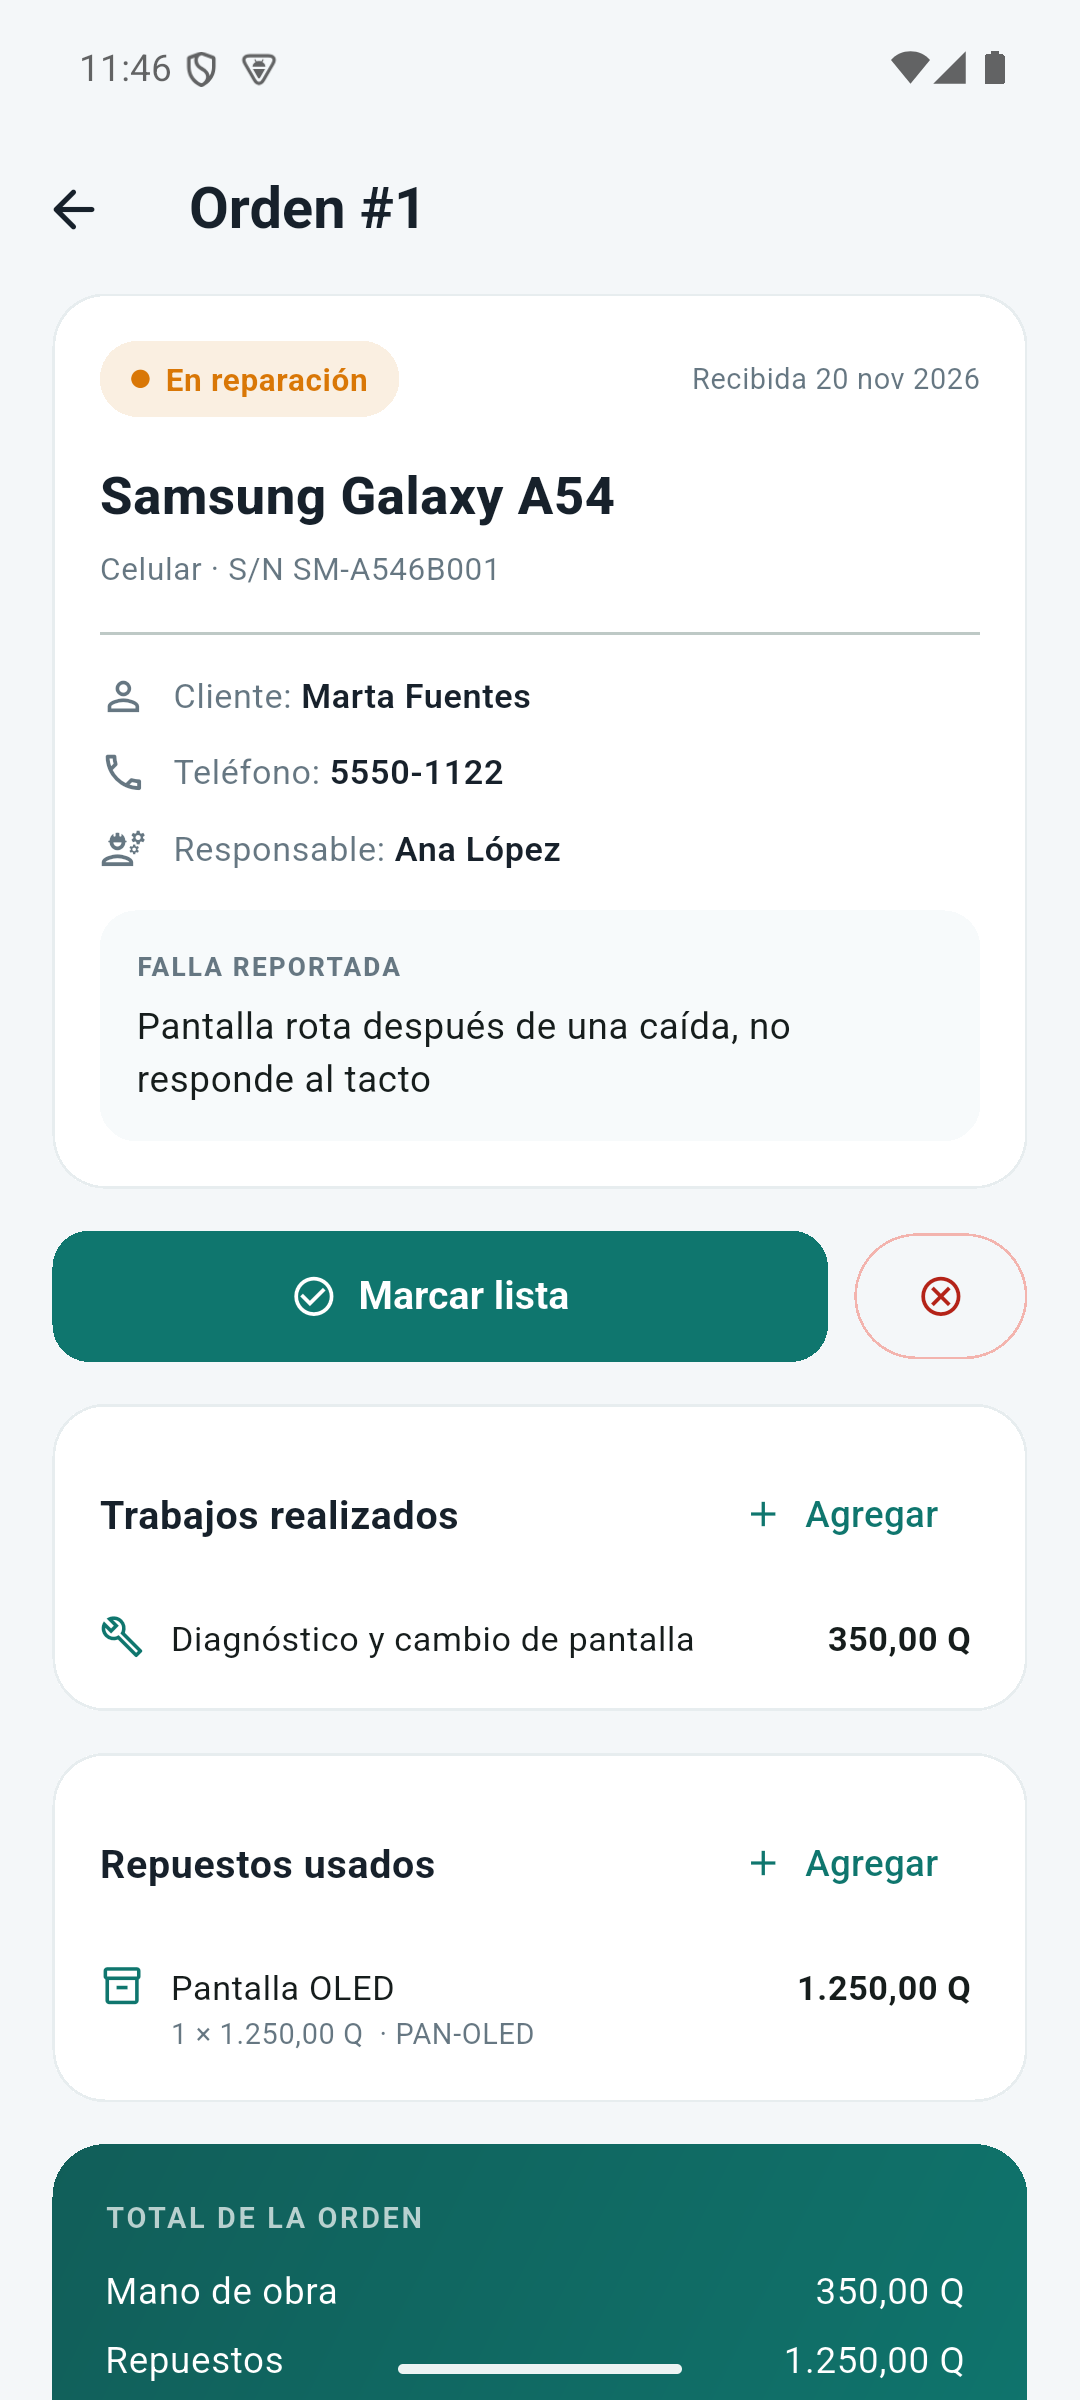 11:46
Orden #1
En reparación
Recibida 20 nov 2026
Samsung Galaxy A54
Celular · S/N SM-A546B001
Cliente: Marta Fuentes
Teléfono: 5550-1122
Responsable: Ana López
FALLA REPORTADA
Pantalla rota después de una caída, no
responde al tacto
Marcar lista
Trabajos realizados
+ Agregar
Diagnóstico y cambio de pantalla
350,00 Q
Repuestos usados
+ Agregar
Pantalla OLED
1.250,00 Q
1 × 1.250,00 Q · PAN-OLED
TOTAL DE LA ORDEN
Mano de obra
350,00 Q
Repuestos
1.250,00 Q